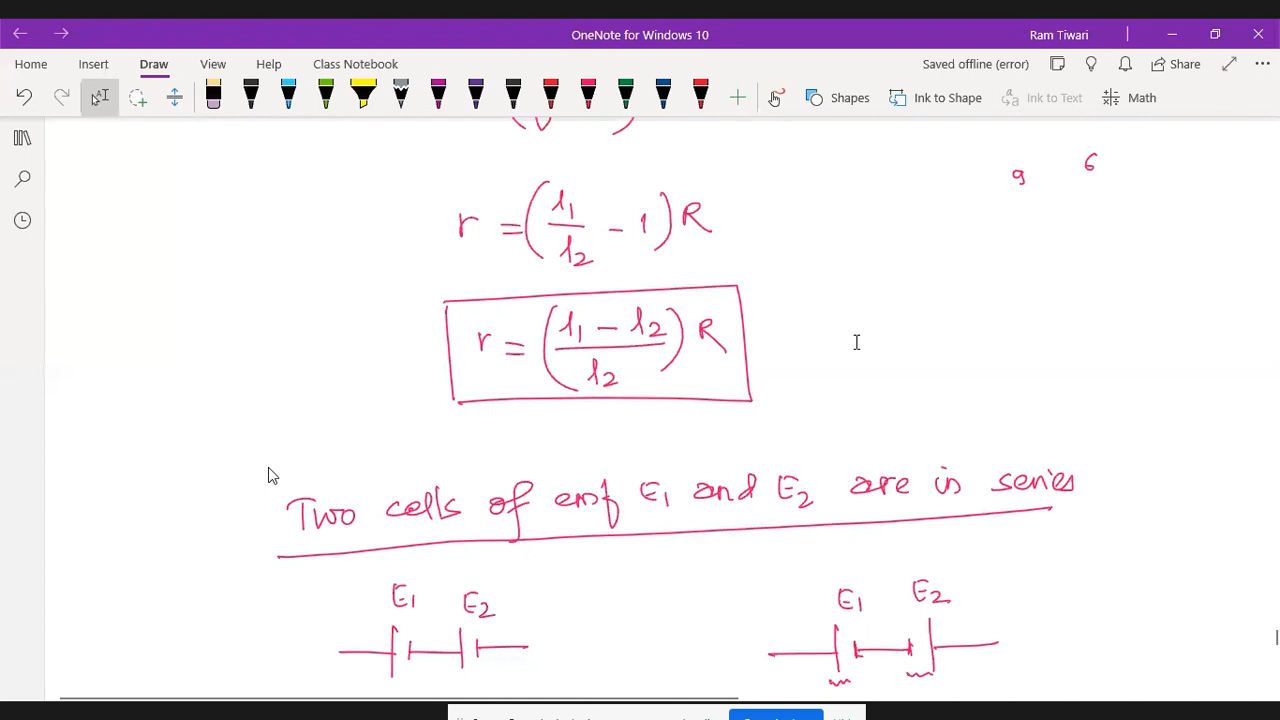 OneNote for Windows 10
Ram Tiwari
Home Insert Draw View Help Class Notebook
Saved offline (error)
Share
Shapes
Ink to Shape
Ink to Text
Math
9 6
r = (l₁/l₂ - 1) R
r = ((l₁ - l₂)/l₂) R
Two cells of emf E₁ and E₂ are in series
E₁ E₂ E₁ E₂